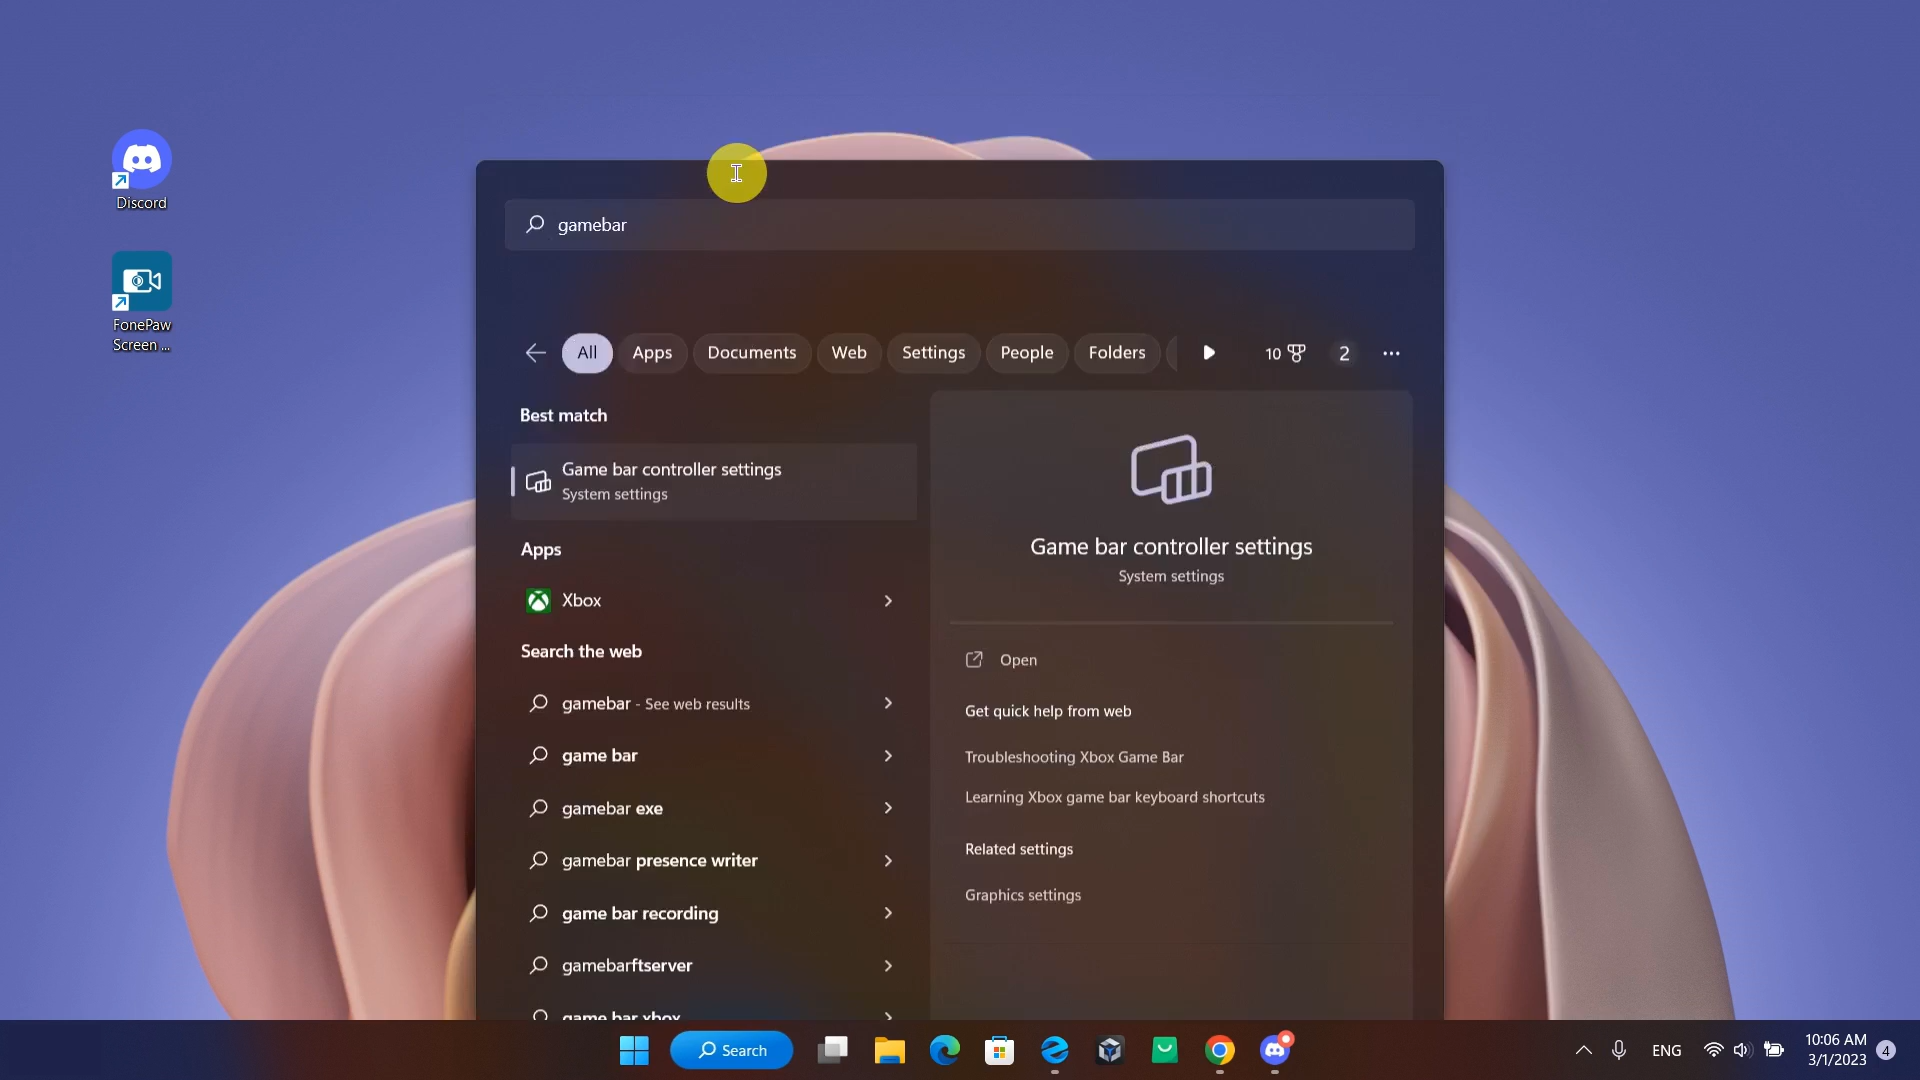 Discord
FonePaw
Screen ...
gamebar
All
Apps
Documents
Web
Settings
People
Folders
10
2
Best match
Game bar controller settings
System settings
Apps
Xbox
Search the web
gamebar - See web results
game bar
gamebar exe
gamebar presence writer
game bar recording
gamebarftserver
game bar xbox
Game bar controller settings
System settings
Open
Get quick help from web
Troubleshooting Xbox Game Bar
Learning Xbox game bar keyboard shortcuts
Related settings
Graphics settings
Search
ENG
10:06 AM
3/1/2023
4